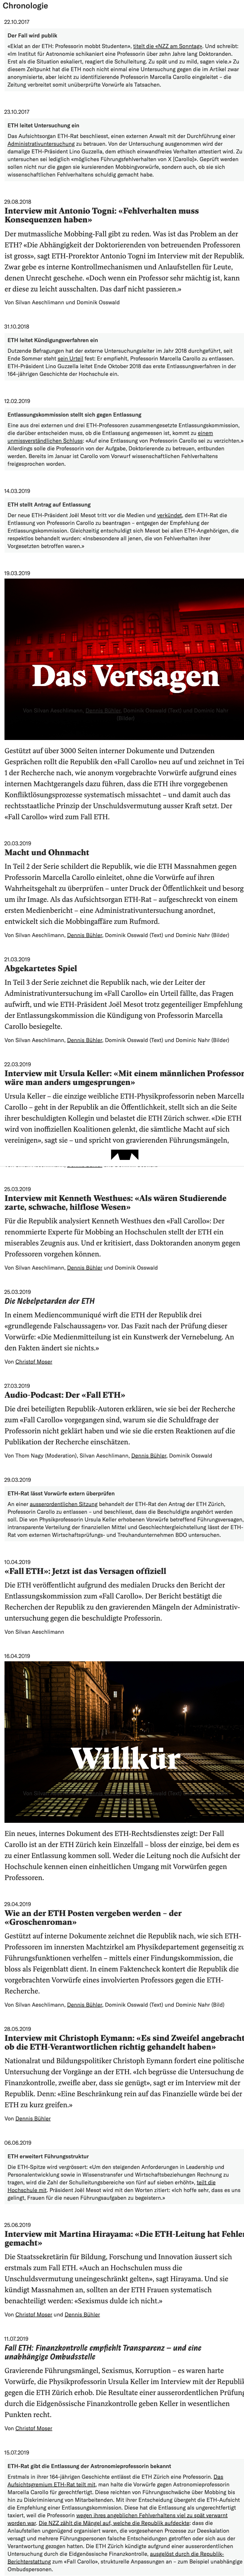 Chronologie
22.10.2017
Der Fall wird publik
«Eklat an der ETH: Professorin mobbt Studenten», titelt die «NZZ am Sonntag». Und schreibt:
Im Institut für Astronomie schikaniert eine Professorin über zehn Jahre lang Doktoranden.
Erst als die Situation eskaliert, reagiert die Schulleitung. Zu spät und zu mild, sagen viele.» Zu
diesem Zeitpunkt hat die ETH noch nicht einmal eine Untersuchung gegen die im Artikel zwar
anonymisierte, aber leicht zu identifizierende Professorin Marcella Carollo eingeleitet – die
Zeitung verbreitet somit unüberprüfte Vorwürfe als Tatsachen.
23.10.2017
ETH leitet Untersuchung ein
Das Aufsichtsorgan ETH-Rat beschliesst, einen externen Anwalt mit der Durchführung einer
Administrativuntersuchung zu betrauen. Von der Untersuchung ausgenommen wird der
damalige ETH-Präsident Lino Guzzella, dem ethisch einwandfreies Verhalten attestiert wird. Zu
untersuchen sei lediglich «mögliches Führungsfehlverhalten von X [Carollo]». Geprüft werden
sollen nicht nur die gegen sie kursierenden Mobbingvorwürfe, sondern auch, ob sie sich
wissenschaftlichen Fehlverhaltens schuldig gemacht habe.
29.08.2018
Interview mit Antonio Togni: «Fehlverhalten muss
Konsequenzen haben»
Der mutmassliche Mobbing-Fall gibt zu reden. Was ist das Problem an der
ETH? «Die Abhängigkeit der Doktorierenden von betreuenden Professoren
ist gross», sagt ETH-Prorektor Antonio Togni im Interview mit der Republik.
Zwar gebe es interne Kontrollmechanismen und Anlaufstellen für Leute,
denen Unrecht geschehe. «Doch wenn ein Professor sehr mächtig ist, kann
er diese zu leicht ausschalten. Das darf nicht passieren.»
Von Silvan Aeschlimann und Dominik Osswald
31.10.2018
ETH leitet Kündigungsverfahren ein
Dutzende Befragungen hat der externe Untersuchungsleiter im Jahr 2018 durchgeführt, seit
Ende Sommer steht sein Urteil fest: Er empfiehlt, Professorin Marcella Carollo zu entlassen.
ETH-Präsident Lino Guzzella leitet Ende Oktober 2018 das erste Entlassungsverfahren in der
164-jährigen Geschichte der Hochschule ein.
12.02.2019
Entlassungskommission stellt sich gegen Entlassung
Eine aus drei externen und drei ETH-Professoren zusammengesetzte Entlassungskommission,
die darüber entscheiden muss, ob die Entlassung angemessen ist, kommt zu einem
unmissverständlichen Schluss: «Auf eine Entlassung von Professorin Carollo sei zu verzichten.»
Allerdings solle die Professorin von der Aufgabe, Doktorierende zu betreuen, entbunden
werden. Bereits im Januar ist Carollo vom Vorwurf wissenschaftlichen Fehlverhaltens
freigesprochen worden.
14.03.2019
ETH stellt Antrag auf Entlassung
Der neue ETH-Präsident Joël Mesot tritt vor die Medien und verkündet, dem ETH-Rat die
Entlassung von Professorin Carollo zu beantragen – entgegen der Empfehlung der
Entlassungskommission. Gleichzeitig entschuldigt sich Mesot bei allen ETH-Angehörigen, die
respektlos behandelt wurden: «Insbesondere all jenen, die von Fehlverhalten ihrer
Vorgesetzten betroffen waren.»
19.03.2019
Das Versagen
Von Silvan Aeschlimann, Dennis Bühler, Dominik Osswald (Text) und Dominic Nahr
(Bilder)
Gestützt auf über 3000 Seiten interner Dokumente und Dutzenden
Gesprächen rollt die Republik den «Fall Carollo» neu auf und zeichnet in Teil
1 der Recherche nach, wie anonym vorgebrachte Vorwürfe aufgrund eines
internen Machtgerangels dazu führen, dass die ETH ihre vorgegebenen
Konfliktlösungsprozesse systematisch missachtet – und damit auch das
rechtsstaatliche Prinzip der Unschuldsvermutung ausser Kraft setzt. Der
«Fall Carollo» wird zum Fall ETH.
20.03.2019
Macht und Ohnmacht
In Teil 2 der Serie schildert die Republik, wie die ETH Massnahmen gegen
Professorin Marcella Carollo einleitet, ohne die Vorwürfe auf ihren
Wahrheitsgehalt zu überprüfen – unter Druck der Öffentlichkeit und besorgt
um ihr Image. Als das Aufsichtsorgan ETH-Rat – aufgeschreckt von einem
ersten Medienbericht – eine Administrativuntersuchung anordnet,
entwickelt sich die Mobbingaffäre zum Rufmord.
Von Silvan Aeschlimann, Dennis Bühler, Dominik Osswald (Text) und Dominic Nahr (Bilder)
21.03.2019
Abgekartetes Spiel
In Teil 3 der Serie zeichnet die Republik nach, wie der Leiter der
Administrativuntersuchung im «Fall Carollo» ein Urteil fällte, das Fragen
aufwirft, und wie ETH-Präsident Joël Mesot trotz gegenteiliger Empfehlung
der Entlassungskommission die Kündigung von Professorin Marcella
Carollo besiegelte.
Von Silvan Aeschlimann, Dennis Bühler, Dominik Osswald (Text) und Dominic Nahr (Bilder)
22.03.2019
Interview mit Ursula Keller: «Mit einem männlichen Professor
wäre man anders umgesprungen»
Ursula Keller – die einzige weibliche ETH-Physikprofessorin neben Marcella
Carollo – geht in der Republik an die Öffentlichkeit, stellt sich an die Seite
ihrer beschuldigten Kollegin und belastet die ETH Zürich schwer. «Die ETH
wird von inoffiziellen Koalitionen gelenkt, die sämtliche Macht auf sich
vereinigen», sagt sie – und spricht von gravierenden Führungsmängeln,
25.03.2019
Interview mit Kenneth Westhues: «Als wären Studierende
zarte, schwache, hilflose Wesen»
Für die Republik analysiert Kenneth Westhues den «Fall Carollo»: Der
renommierte Experte für Mobbing an Hochschulen stellt der ETH ein
miserables Zeugnis aus. Und er kritisiert, dass Doktoranden anonym gegen
Professoren vorgehen können.
Von Silvan Aeschlimann, Dennis Bühler und Dominik Osswald
25.03.2019
Die Nebelpetarden der ETH
In einem Mediencommuniqué wirft die ETH der Republik drei
«grundlegende Falschaussagen» vor. Das Fazit nach der Prüfung dieser
Vorwürfe: «Die Medienmitteilung ist ein Kunstwerk der Vernebelung. An
den Fakten ändert sie nichts.»
Von Christof Moser
27.03.2019
Audio-Podcast: Der «Fall ETH»
Die drei beteiligten Republik-Autoren erklären, wie sie bei der Recherche
zum «Fall Carollo» vorgegangen sind, warum sie die Schuldfrage der
Professorin nicht geklärt haben und wie sie die ersten Reaktionen auf die
Publikation der Recherche einschätzen.
Von Thom Nagy (Moderation), Silvan Aeschlimann, Dennis Bühler, Dominik Osswald
29.03.2019
ETH-Rat lässt Vorwürfe extern überprüfen
An einer ausserordentlichen Sitzung behandelt der ETH-Rat den Antrag der ETH Zürich,
Professorin Carollo zu entlassen – und beschliesst, dass die Beschuldigte angehört werden
soll. Die von Physikprofessorin Ursula Keller erhobenen Vorwürfe betreffend Führungsversagen,
intransparente Verteilung der finanziellen Mittel und Geschlechtergleichstellung lässt der ETH-
Rat vom externen Wirtschaftsprüfungs- und Treuhandunternehmen BDO untersuchen.
10.04.2019
«Fall ETH»: Jetzt ist das Versagen offiziell
Die ETH veröffentlicht aufgrund des medialen Drucks den Bericht der
Entlassungskommission zum «Fall Carollo». Der Bericht bestätigt die
Recherchen der Republik zu den gravierenden Mängeln der Administrativ-
untersuchung gegen die beschuldigte Professorin.
Von Silvan Aeschlimann
16.04.2019
Willkür
Ein neues, internes Dokument des ETH-Rechtsdienstes zeigt: Der Fall
Carollo ist an der ETH Zürich kein Einzelfall – bloss der einzige, bei dem es
zu einer Entlassung kommen soll. Weder die Leitung noch die Aufsicht der
Hochschule kennen einen einheitlichen Umgang mit Vorwürfen gegen
Professoren.
29.04.2019
Wie an der ETH Posten vergeben werden – der
«Groschenroman»
Gestützt auf interne Dokumente zeichnet die Republik nach, wie sich ETH-
Professoren im innersten Machtzirkel am Physikdepartement gegenseitig zu
Führungsfunktionen verhelfen – mittels einer Findungskommission, die
bloss als Feigenblatt dient. In einem Faktencheck kontert die Republik die
vorgebrachten Vorwürfe eines involvierten Professors gegen die ETH-
Recherche.
Von Silvan Aeschlimann, Dennis Bühler, Dominik Osswald (Text) und Dominic Nahr (Bild)
28.05.2019
Interview mit Christoph Eymann: «Es sind Zweifel angebracht,
ob die ETH-Verantwortlichen richtig gehandelt haben»
Nationalrat und Bildungspolitiker Christoph Eymann fordert eine politische
Untersuchung der Vorgänge an der ETH. «Ich begrüsse die Untersuchung der
Finanzkontrolle, zweifle aber, dass sie genügt», sagt er im Interview mit der
Republik. Denn: «Eine Beschränkung rein auf das Finanzielle würde bei der
ETH zu kurz greifen.»
Von Dennis Bühler
06.06.2019
ETH erweitert Führungsstruktur
Die ETH-Spitze wird vergrössert: «Um den steigenden Anforderungen in Leadership und
Personalentwicklung sowie in Wissenstransfer und Wirtschaftsbeziehungen Rechnung zu
tragen, wird die Zahl der Schulleitungsbereiche von fünf auf sieben erhöht», teilt die
Hochschule mit. Präsident Joël Mesot wird mit den Worten zitiert: «Ich hoffe sehr, dass es uns
gelingt, Frauen für die neuen Führungsaufgaben zu begeistern.»
25.06.2019
Interview mit Martina Hirayama: «Die ETH-Leitung hat Fehler
gemacht»
Die Staatssekretärin für Bildung, Forschung und Innovation äussert sich
erstmals zum Fall ETH. «Auch an Hochschulen muss die
Unschuldsvermutung uneingeschränkt gelten», sagt Hirayama. Und sie
kündigt Massnahmen an, sollten an der ETH Frauen systematisch
benachteiligt werden: «Sexismus dulde ich nicht.»
Von Christof Moser und Dennis Bühler
11.07.2019
Fall ETH: Finanzkontrolle empfiehlt Transparenz – und eine
unabhängige Ombudsstelle
Gravierende Führungsmängel, Sexismus, Korruption – es waren harte
Vorwürfe, die Physikprofessorin Ursula Keller im Interview mit der Republik
gegen die ETH Zürich erhob. Die Resultate einer ausserordentlichen Prüfung
durch die Eidgenössische Finanzkontrolle geben Keller in wesentlichen
Punkten recht.
Von Christof Moser
15.07.2019
ETH-Rat gibt die Entlassung der Astronomieprofessorin bekannt
Erstmals in ihrer 164-jährigen Geschichte entlässt die ETH Zürich eine Professorin. Das
Aufsichtsgremium ETH-Rat teilt mit, man halte die Vorwürfe gegen Astronomieprofessorin
Marcella Carollo für gerechtfertigt. Diese reichten von Führungsschwäche über Mobbing bis
hin zu Diskriminierung von Mitarbeitenden. Mit ihrer Entscheidung übergeht die ETH-Aufsicht
die Empfehlung einer Entlassungskommission. Diese hat die Entlassung als ungerechtfertigt
taxiert, weil die Professorin wegen ihres angeblichen Fehlverhaltens viel zu spät verwarnt
worden war. Die NZZ zählt die Mängel auf, welche die Republik aufdeckte: dass
departementsinterne Querelen ausarteten, die vorgesehenen Prozesse zur Deeskalation
versagt und mehrere Führungspersonen falsche Entscheidungen getroffen oder sich aus der
Verantwortung gezogen hatten. Die ETH Zürich kündigt aufgrund einer ausserordentlichen
Untersuchung durch die Eidgenössische Finanzkontrolle, ausgelöst durch die Republik-
Berichterstattung zum «Fall Carollo», strukturelle Anpassungen an – zum Beispiel unabhängige
Ombudspersonen.